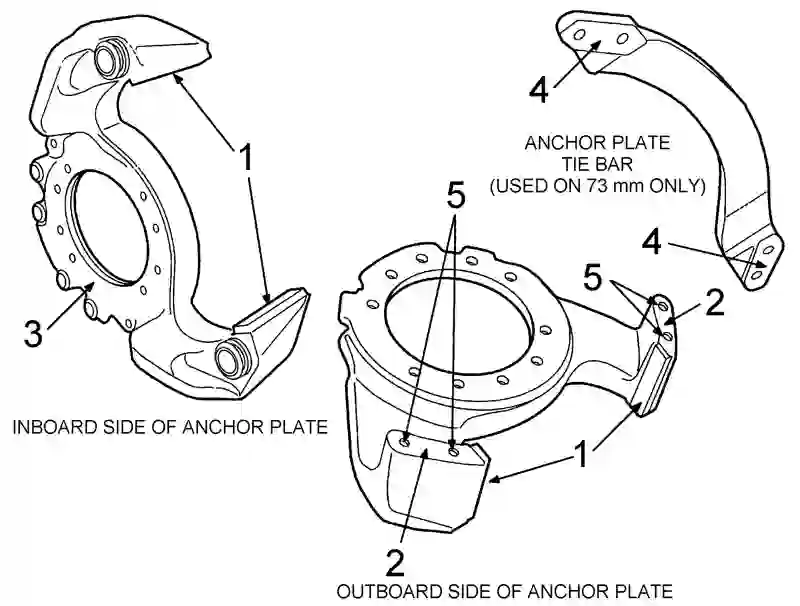 4
1
ANCHOR PLATE
TIE BAR
(USED ON 73 mm ONLY)
5
4
5
2
3
INBOARD SIDE OF ANCHOR PLATE
1
2
OUTBOARD SIDE OF ANCHOR PLATE